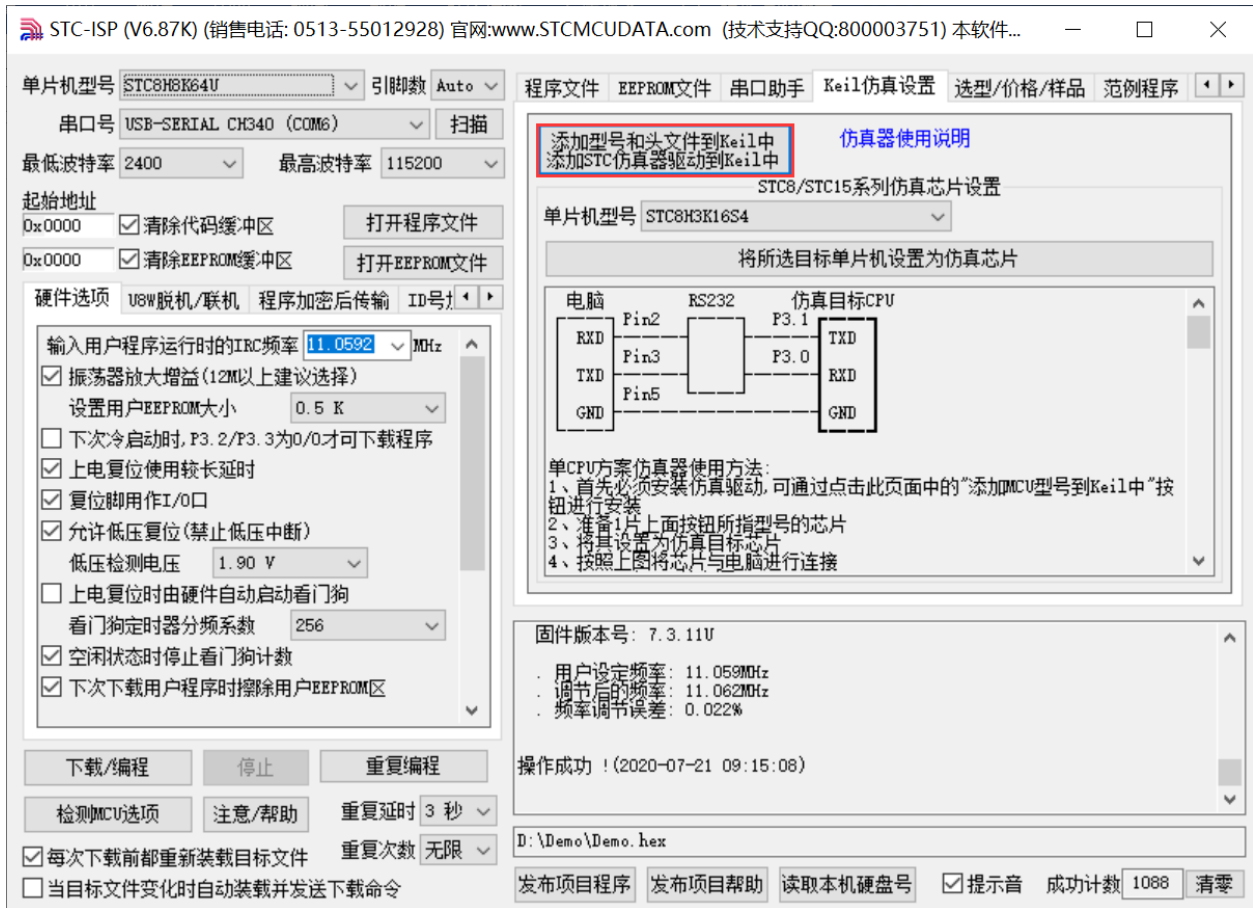 STC-ISP (V6.87K) (销售电话: 0513-55012928) 官网:www.STCMCUDATA.com (技术支持QQ:800003751) 本软件...
单片机型号 STC8H8K64U 引脚数 Auto
串口号 USB-SERIAL CH340 (COM6) 扫描
最低波特率 2400 最高波特率 115200
起始地址
0x0000 清除代码缓冲区 打开程序文件
0x0000 清除EEPROM缓冲区 打开EEPROM文件
硬件选项 U8W脱机/联机 程序加密后传输
输入用户程序运行时的IRC频率 11.0592 MHz
振荡器放大增益(12M以上建议选择)
设置用户EEPROM大小 0.5 K
下次冷启动时,P3.2/P3.3为0/0才可下载程序
上电复位使用较长延时
复位脚用作I/O口
允许低压复位(禁止低压中断)
低压检测电压 1.90 V
上电复位时由硬件自动启动看门狗
看门狗定时器分频系数 256
空闲状态时停止看门狗计数
下次下载用户程序时擦除用户EEPROM区
下载/编程 停止 重复编程
检测MCU选项 注意/帮助 重复延时 3 秒
重复次数 无限
每次下载前都重新装载目标文件
当目标文件变化时自动装载并发送下载命令
程序文件 EEPROM文件 串口助手 Keil仿真设置 选型/价格/样品 范例程序
添加型号和头文件到Keil中
添加STC仿真器驱动到Keil中
仿真器使用说明
STC8/STC15系列仿真芯片设置
单片机型号 STC8H3K16S4
将所选目标单片机设置为仿真芯片
电脑 RS232 仿真目标CPU
Pin2 P3.1
RXD TXD
Pin3 P3.0
TXD RXD
Pin5
GND GND
单CPU方案仿真器使用方法:
1、首先必须安装仿真驱动,可通过点击此页面中的"添加MCU型号到Keil中"按
钮进行安装
2、准备1片上面按钮所指型号的芯片
3、将其设置为仿真目标芯片
4、按照上图将芯片与电脑进行连接
固件版本号: 7.3.11U
. 用户设定频率: 11.059MHz
. 调节后的频率: 11.062MHz
. 频率调节误差: 0.022%
操作成功 !(2020-07-21 09:15:08)
D:\Demo\Demo.hex
发布项目程序 发布项目帮助 读取本机硬盘号 提示音 成功计数 1088 清零